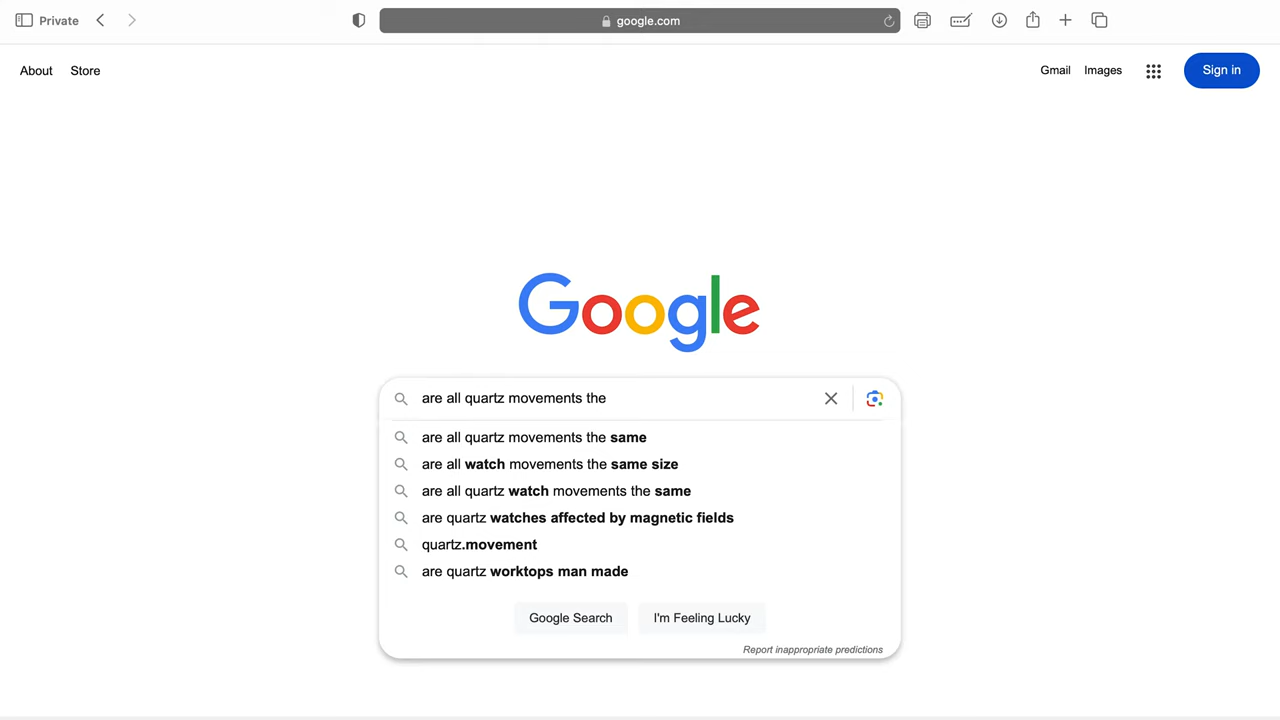 Private
google.com
About Store
Gmail Images
Sign in
Google
are all quartz movements the
are all quartz movements the same
are all watch movements the same size
are all quartz watch movements the same
are quartz watches affected by magnetic fields
quartz.movement
are quartz worktops man made
Google Search I'm Feeling Lucky
Report inappropriate predictions